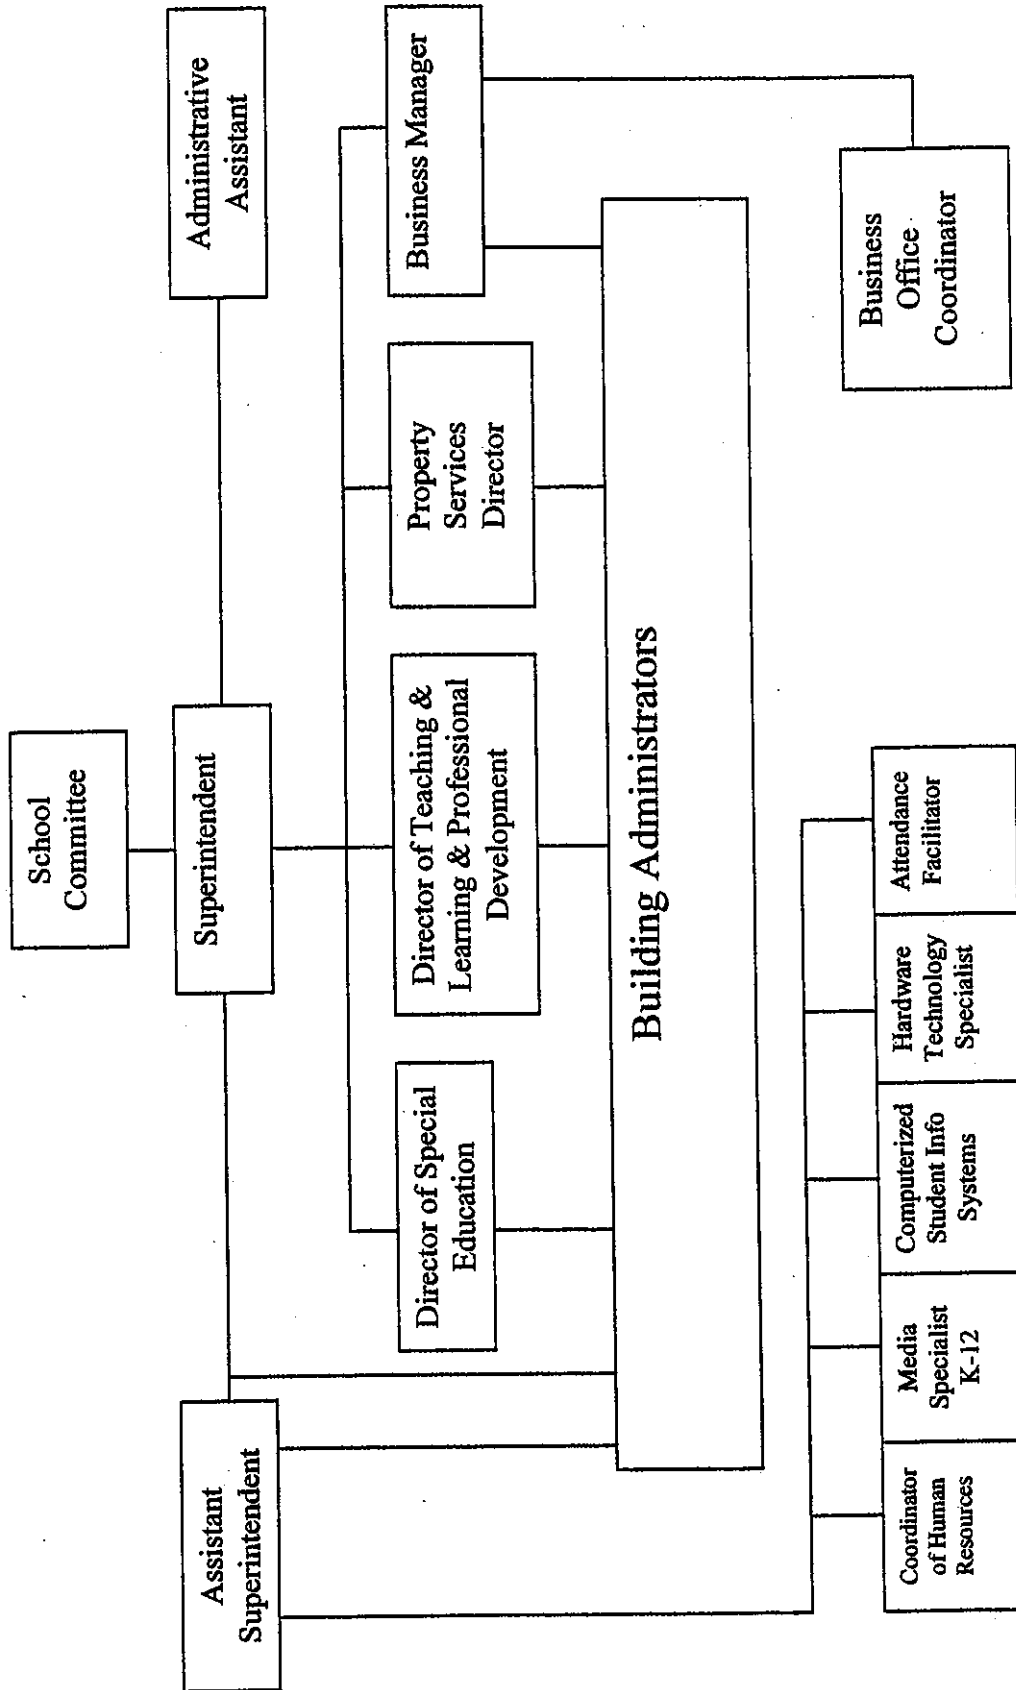 School
Committee
Superintendent
Administrative
Assistant
Assistant
Superintendent
Director of Special
Education
Director of Teaching &
Learning & Professional
Development
Property
Services
Director
Business Manager
Building Administrators
Business
Office
Coordinator
Coordinator
of Human
Resources
Media
Specialist
K-12
Computerized
Student Info
Systems
Hardware
Technology
Specialist
Attendance
Facilitator